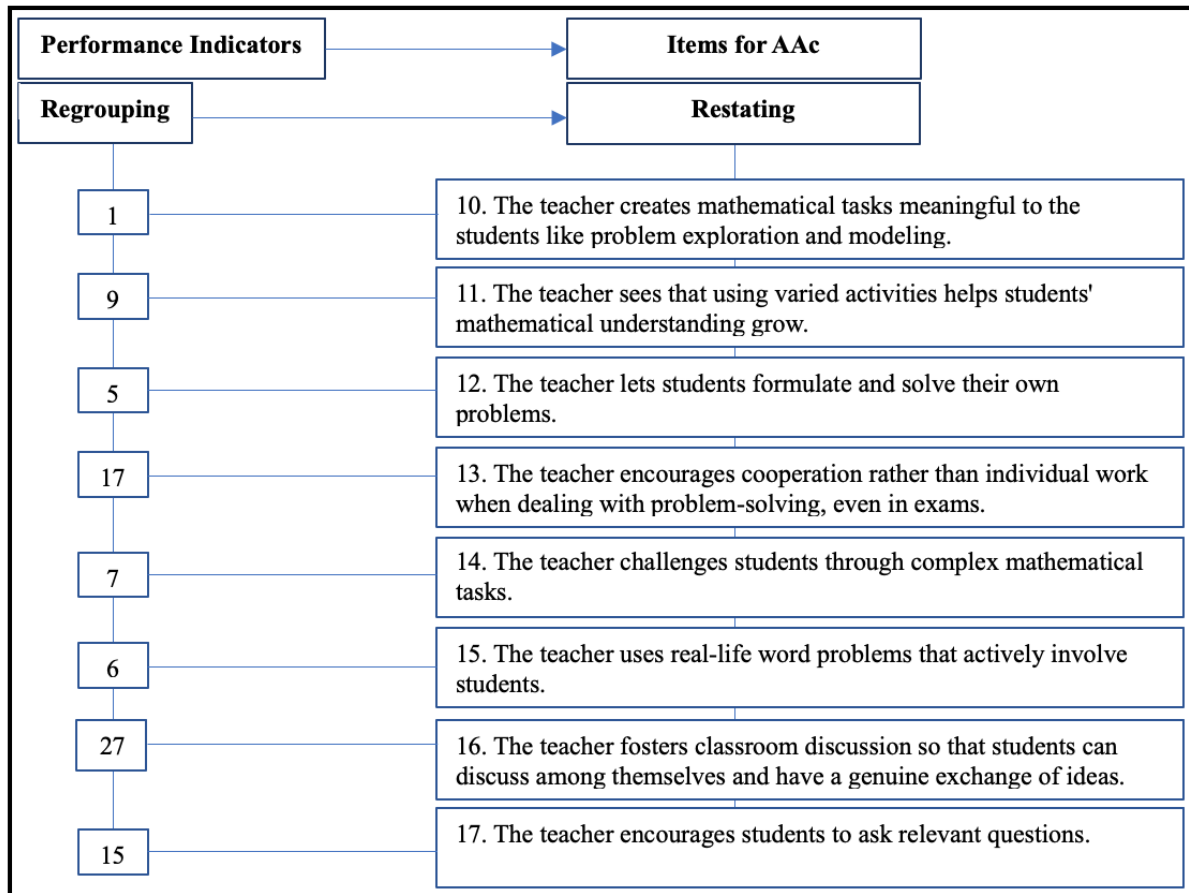 Performance Indicators
Items for AAc
Regrouping
Restating
1
10. The teacher creates mathematical tasks meaningful to the
students like problem exploration and modeling.
9
11. The teacher sees that using varied activities helps students'
mathematical understanding grow.
5
12. The teacher lets students formulate and solve their own
problems.
17
13. The teacher encourages cooperation rather than individual work
when dealing with problem-solving, even in exams.
7
14. The teacher challenges students through complex mathematical
tasks.
6
15. The teacher uses real-life word problems that actively involve
students.
27
16. The teacher fosters classroom discussion so that students can
discuss among themselves and have a genuine exchange of ideas.
15
17. The teacher encourages students to ask relevant questions.